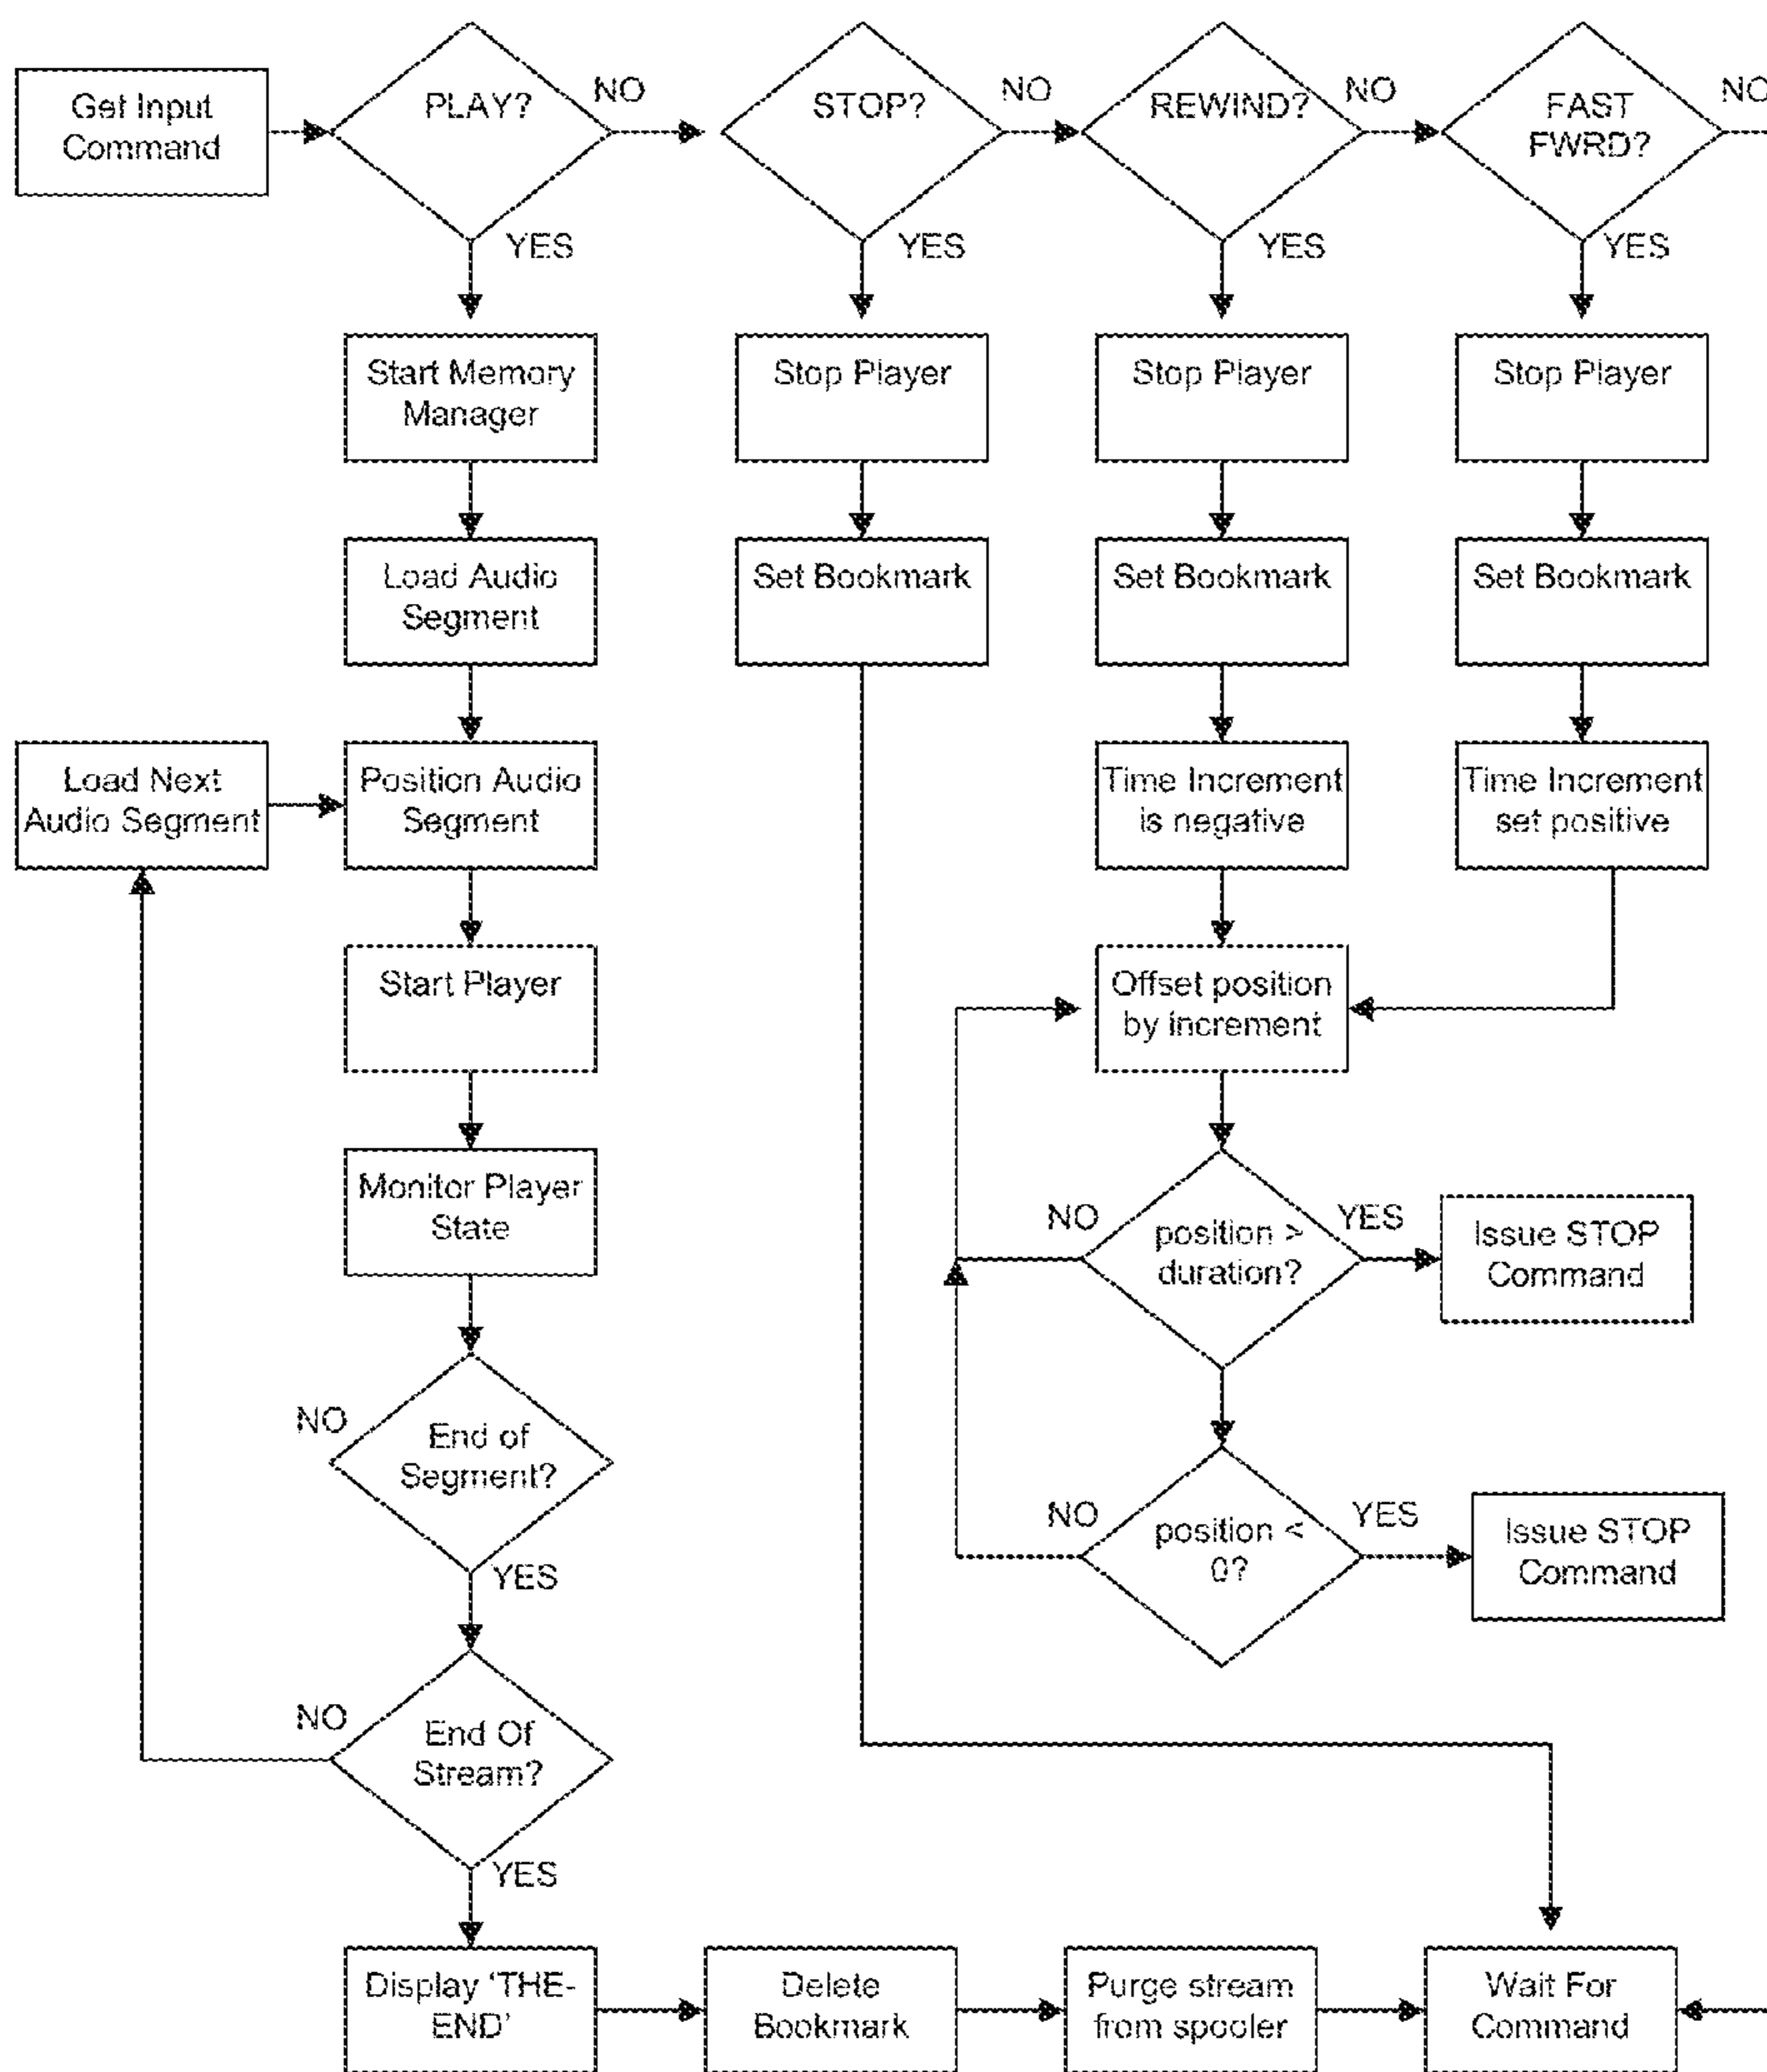 Get Input
Command
PLAY?
NO
STOP?
NO
REWIND?
NO
FAST
FWRD?
NO
YES
YES
YES
YES
Start Memory
Manager
Stop Player
Stop Player
Stop Player
Load Audio
Segment
Set Bookmark
Set Bookmark
Set Bookmark
Load Next
Audio Segment
Position Audio
Segment
Time Increment
is negative
Time Increment
set positive
Start Player
Offset position
by increment
Monitor Player
State
NO
position >
duration?
YES
Issue STOP
Command
NO
End of
Segment?
YES
NO
position <
0?
YES
Issue STOP
Command
NO
End Of
Stream?
YES
Display ‘THE-
END’
Delete
Bookmark
Purge stream
from spooler
Wait For
Command